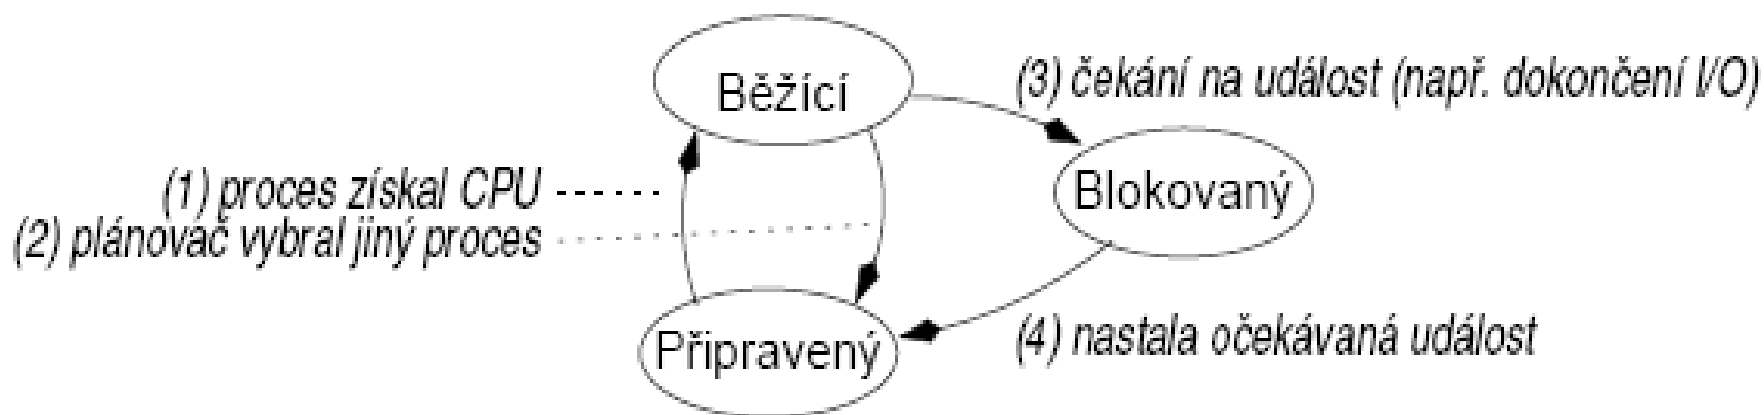 Běžící
(3) čekání na událost (např. dokončení I/O)
(1) proces získal CPU
Blokovaný
(2) plánovač vybral jiný proces
Připravený
(4) nastala očekávaná událost